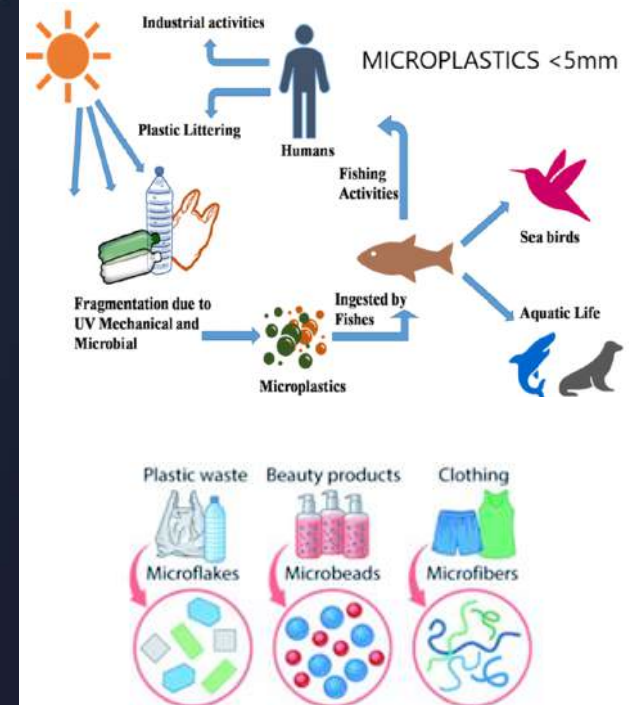 Industrial activities
MICROPLASTICS <5mm
Plastic Littering
Humans
Fishing
Activities
Sea birds
Fragmentation due to
UV Mechanical and
Microbial
Ingested by
Fishes
Aquatic Life
Microplastics
Plastic waste
Beauty products
Clothing
Microflakes
Microbeads
Microfibers